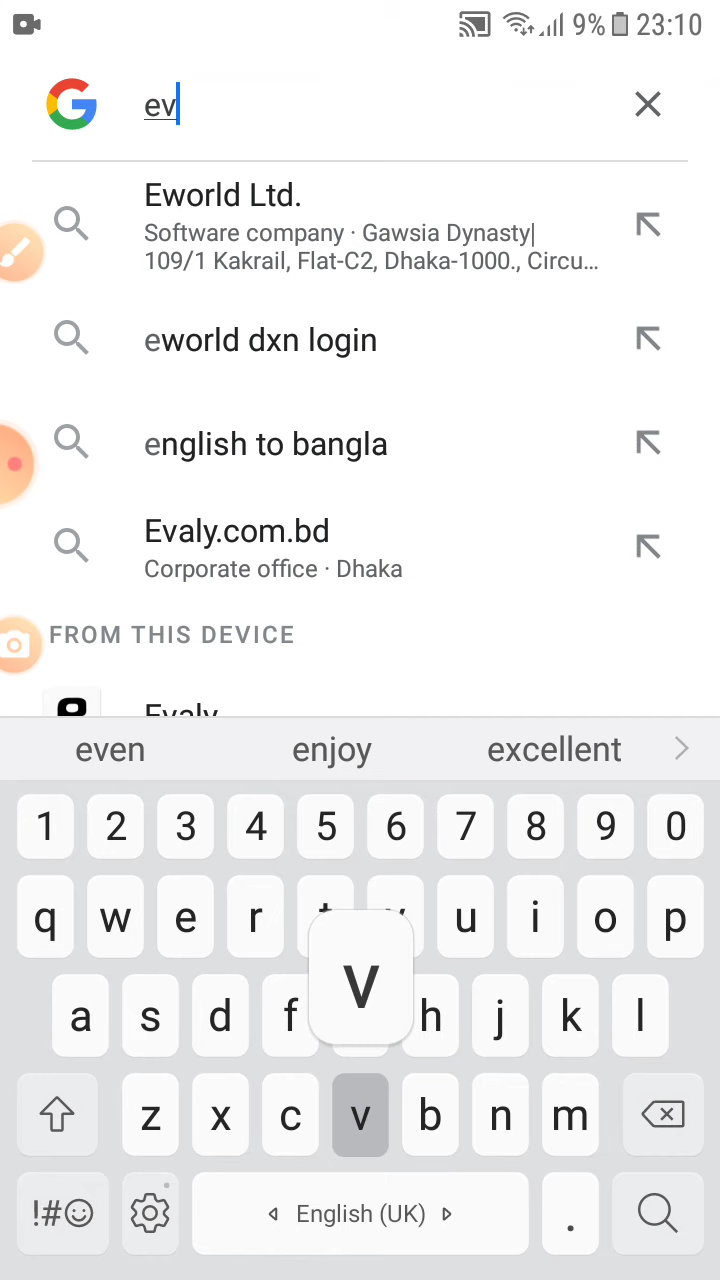 9% 23:10
ev
Eworld Ltd.
Software company · Gawsia Dynasty|
109/1 Kakrail, Flat-C2, Dhaka-1000., Circu...
eworld dxn login
english to bangla
Evaly.com.bd
Corporate office · Dhaka
FROM THIS DEVICE
Evaly
even enjoy excellent
1 2 3 4 5 6 7 8 9 0
q w e r u i o p
v
a s d f h j k l
z x c v b n m
!#☺ English (UK) .